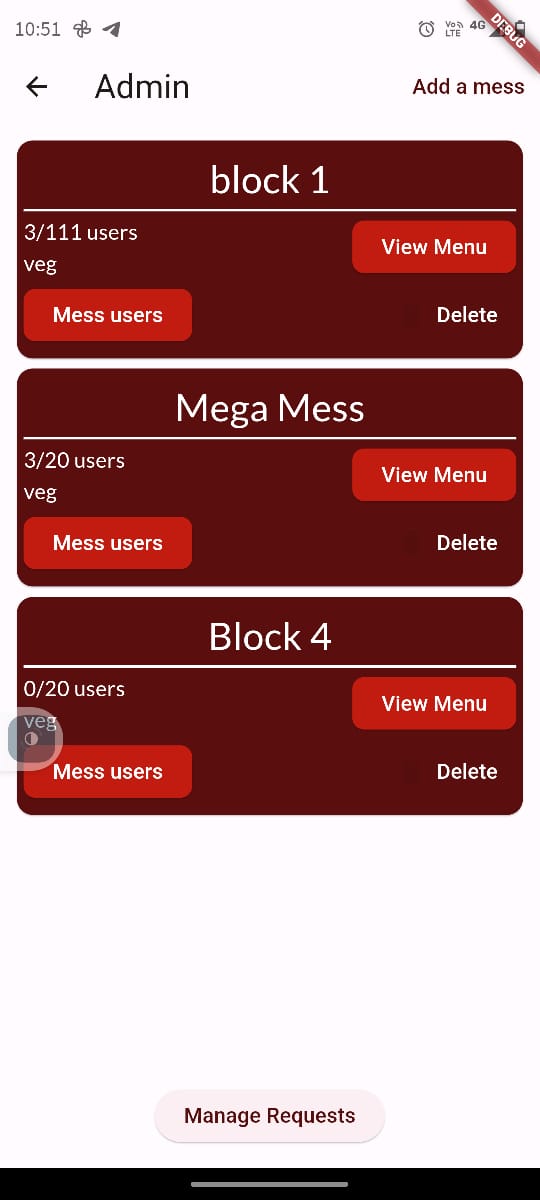 10:51
Vo))
LTE
4G
DEBUG
Admin
Add a mess
block 1
3/111 users
View Menu
veg
Mess users
Delete
Mega Mess
3/20 users
View Menu
veg
Mess users
Delete
Block 4
0/20 users
View Menu
veg
Mess users
Delete
Manage Requests